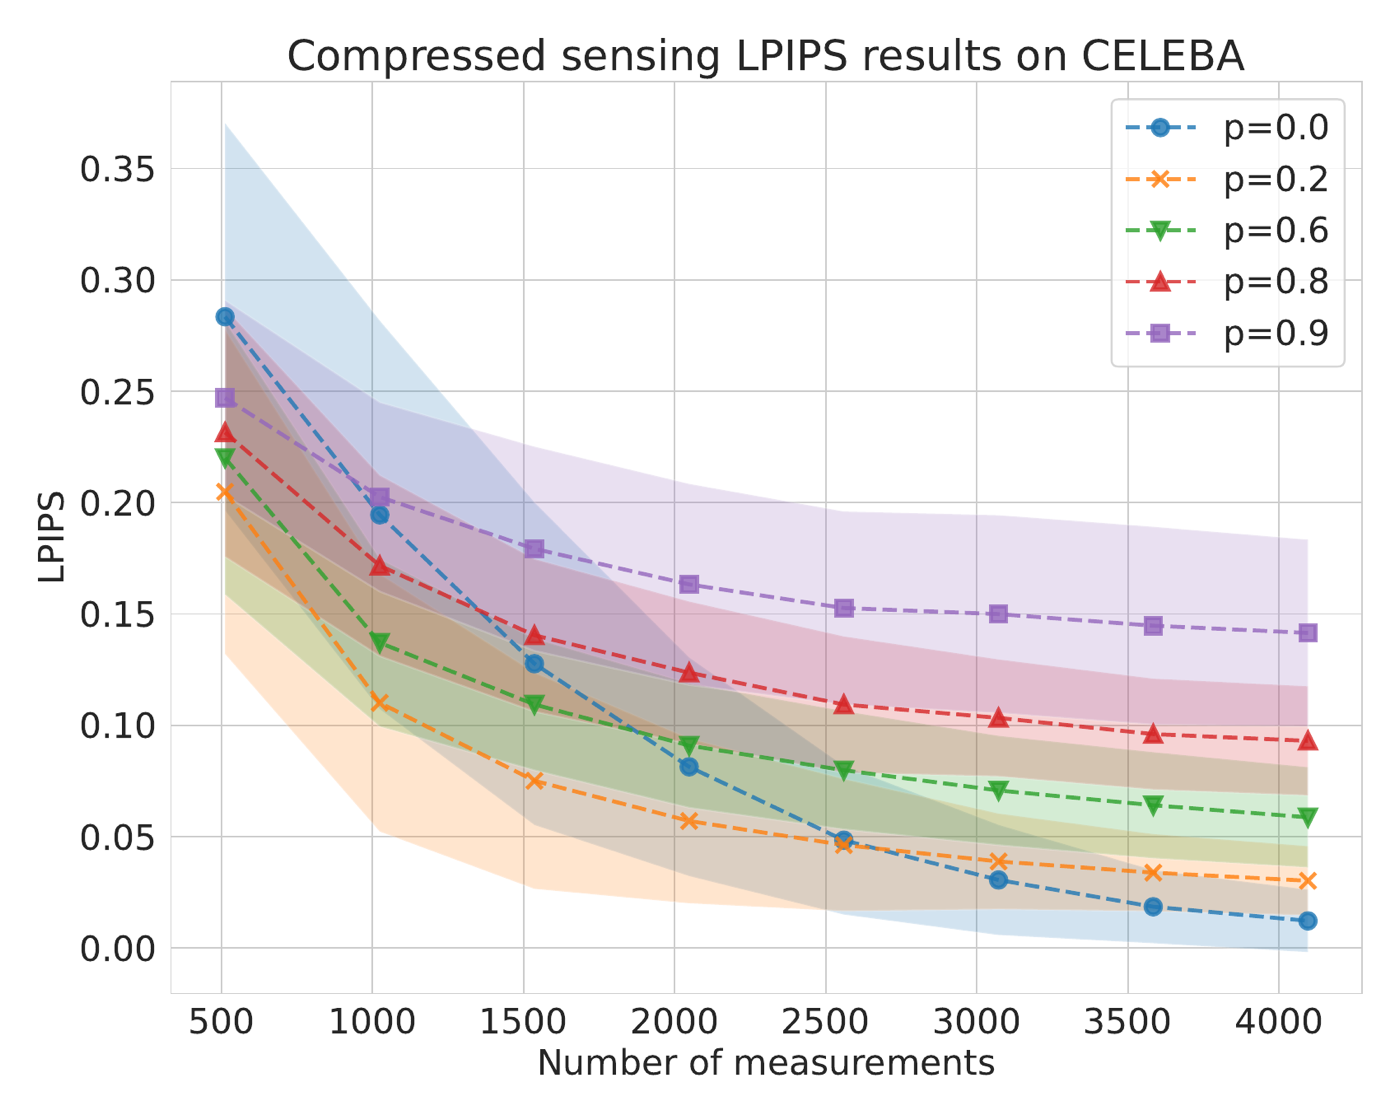 Compressed sensing LPIPS results on CELEBA
p=0.0
p=0.2
p=0.6
p=0.8
p=0.9
LPIPS
0.35
0.30
0.25
0.20
0.15
0.10
0.05
0.00
500 1000 1500 2000 2500 3000 3500 4000
Number of measurements